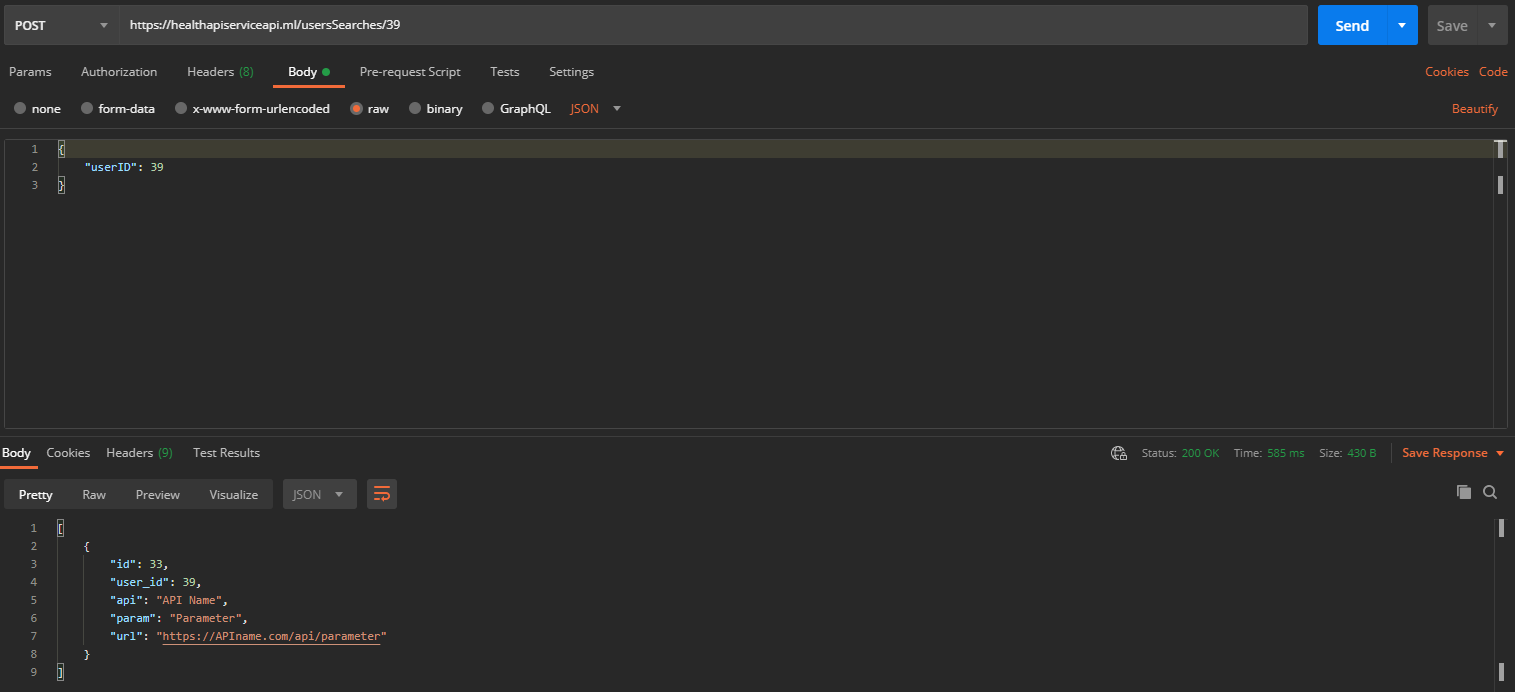 POST https://healthapiserviceapi.ml/usersSearches/39 Send Save
Params Authorization Headers (8) Body Pre-request Script Tests Settings Cookies Code
none form-data x-www-form-urlencoded raw binary GraphQL JSON Beautify
1 {
2 "userID": 39
3 }
Body Cookies Headers (9) Test Results Status: 200 OK Time: 585 ms Size: 430 B Save Response
Pretty Raw Preview Visualize JSON
1 [
2 {
3 "id": 33,
4 "user_id": 39,
5 "api": "API Name",
6 "param": "Parameter",
7 "url": "https://APIname.com/api/parameter"
8 }
9 ]